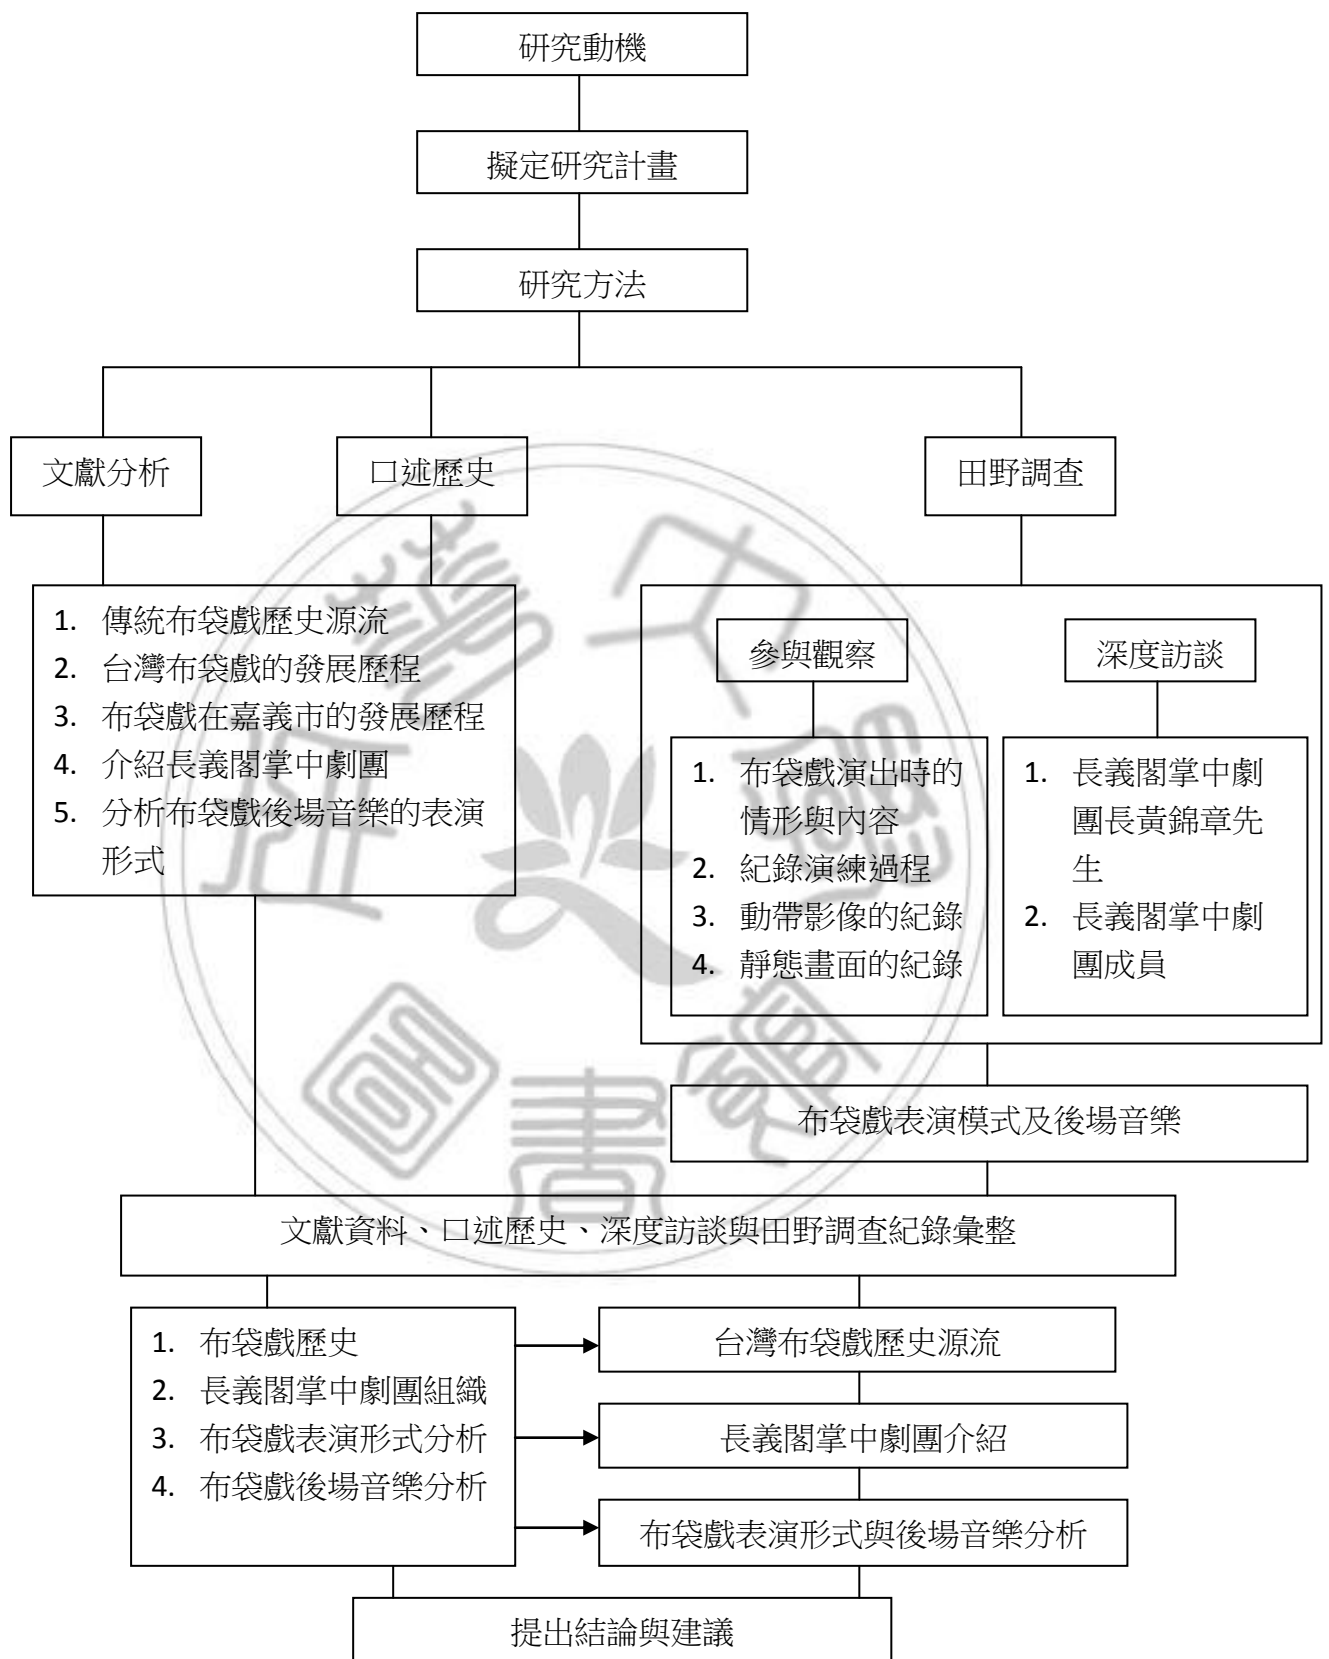 研究動機
擬定研究計畫
研究方法
文獻分析
口述歷史
田野調查
1. 傳統布袋戲歷史源流
2. 台灣布袋戲的發展歷程
3. 布袋戲在嘉義市的發展歷程
4. 介紹長義閣掌中劇團
5. 分析布袋戲後場音樂的表演
形式
參與觀察
1. 布袋戲演出時的
情形與內容
2. 紀錄演練過程
3. 動帶影像的紀錄
4. 靜態畫面的紀錄
深度訪談
1. 長義閣掌中劇
團長黃錦章先
生
2. 長義閣掌中劇
團成員
布袋戲表演模式及後場音樂
文獻資料、口述歷史、深度訪談與田野調查紀錄彙整
1. 布袋戲歷史
2. 長義閣掌中劇團組織
3. 布袋戲表演形式分析
4. 布袋戲後場音樂分析
台灣布袋戲歷史源流
長義閣掌中劇團介紹
布袋戲表演形式與後場音樂分析
提出結論與建議